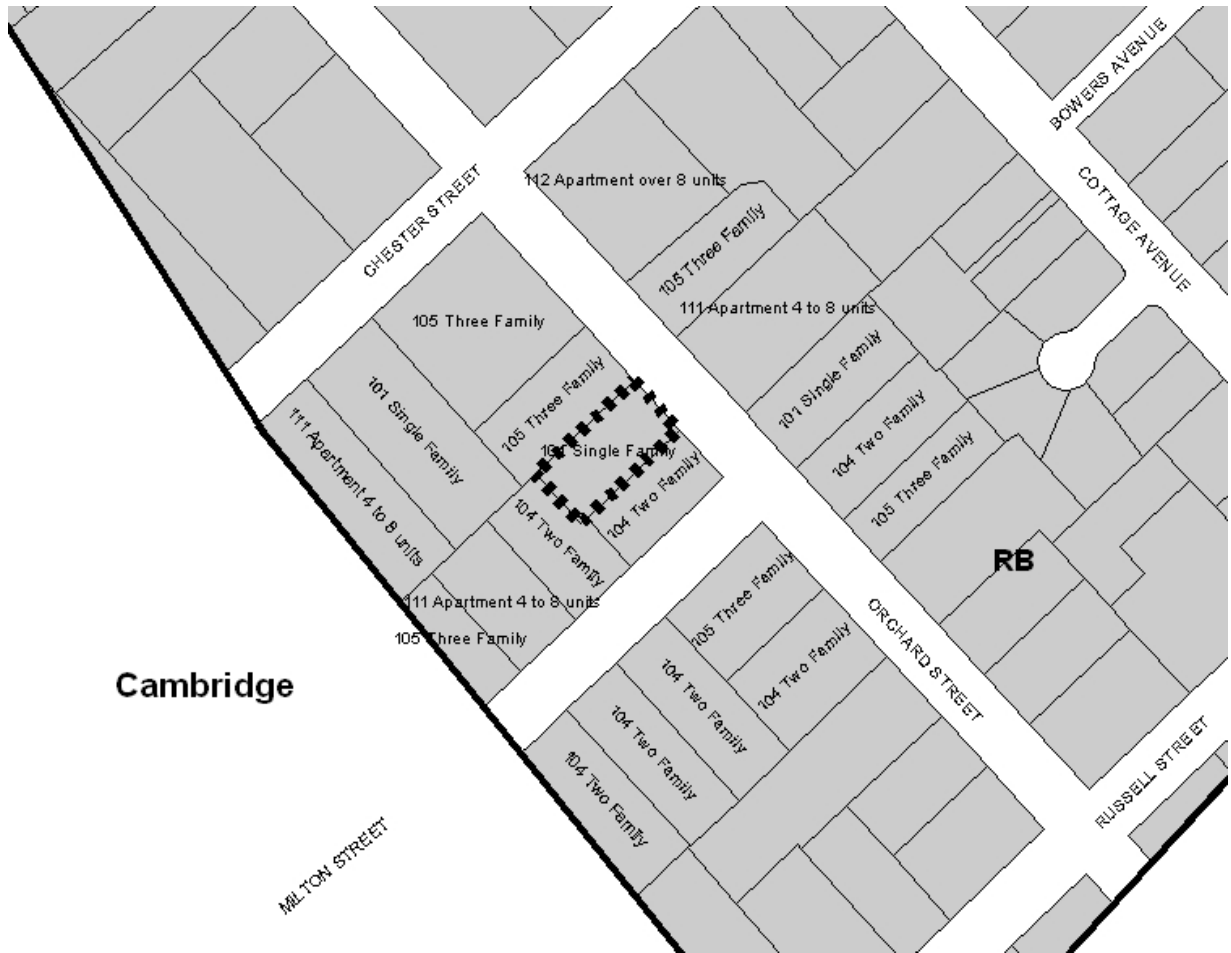 BOWERS AVENUE
COTTAGE AVENUE
CHESTER STREET
112 Apartment over 8 units
105 Three Family
111 Apartment 4 to 8 units
105 Three Family
101 Single Family
105 Three Family
101 Single Family
104 Two Family
101 Single Family
104 Two Family
105 Three Family
111 Apartment 4 to 8 units
104 Two Family
RB
111 Apartment 4 to 8 units
105 Three Family
105 Three Family
104 Two Family
ORCHARD STREET
Cambridge
104 Two Family
104 Two Family
104 Two Family
RUSSELL STREET
MILTON STREET